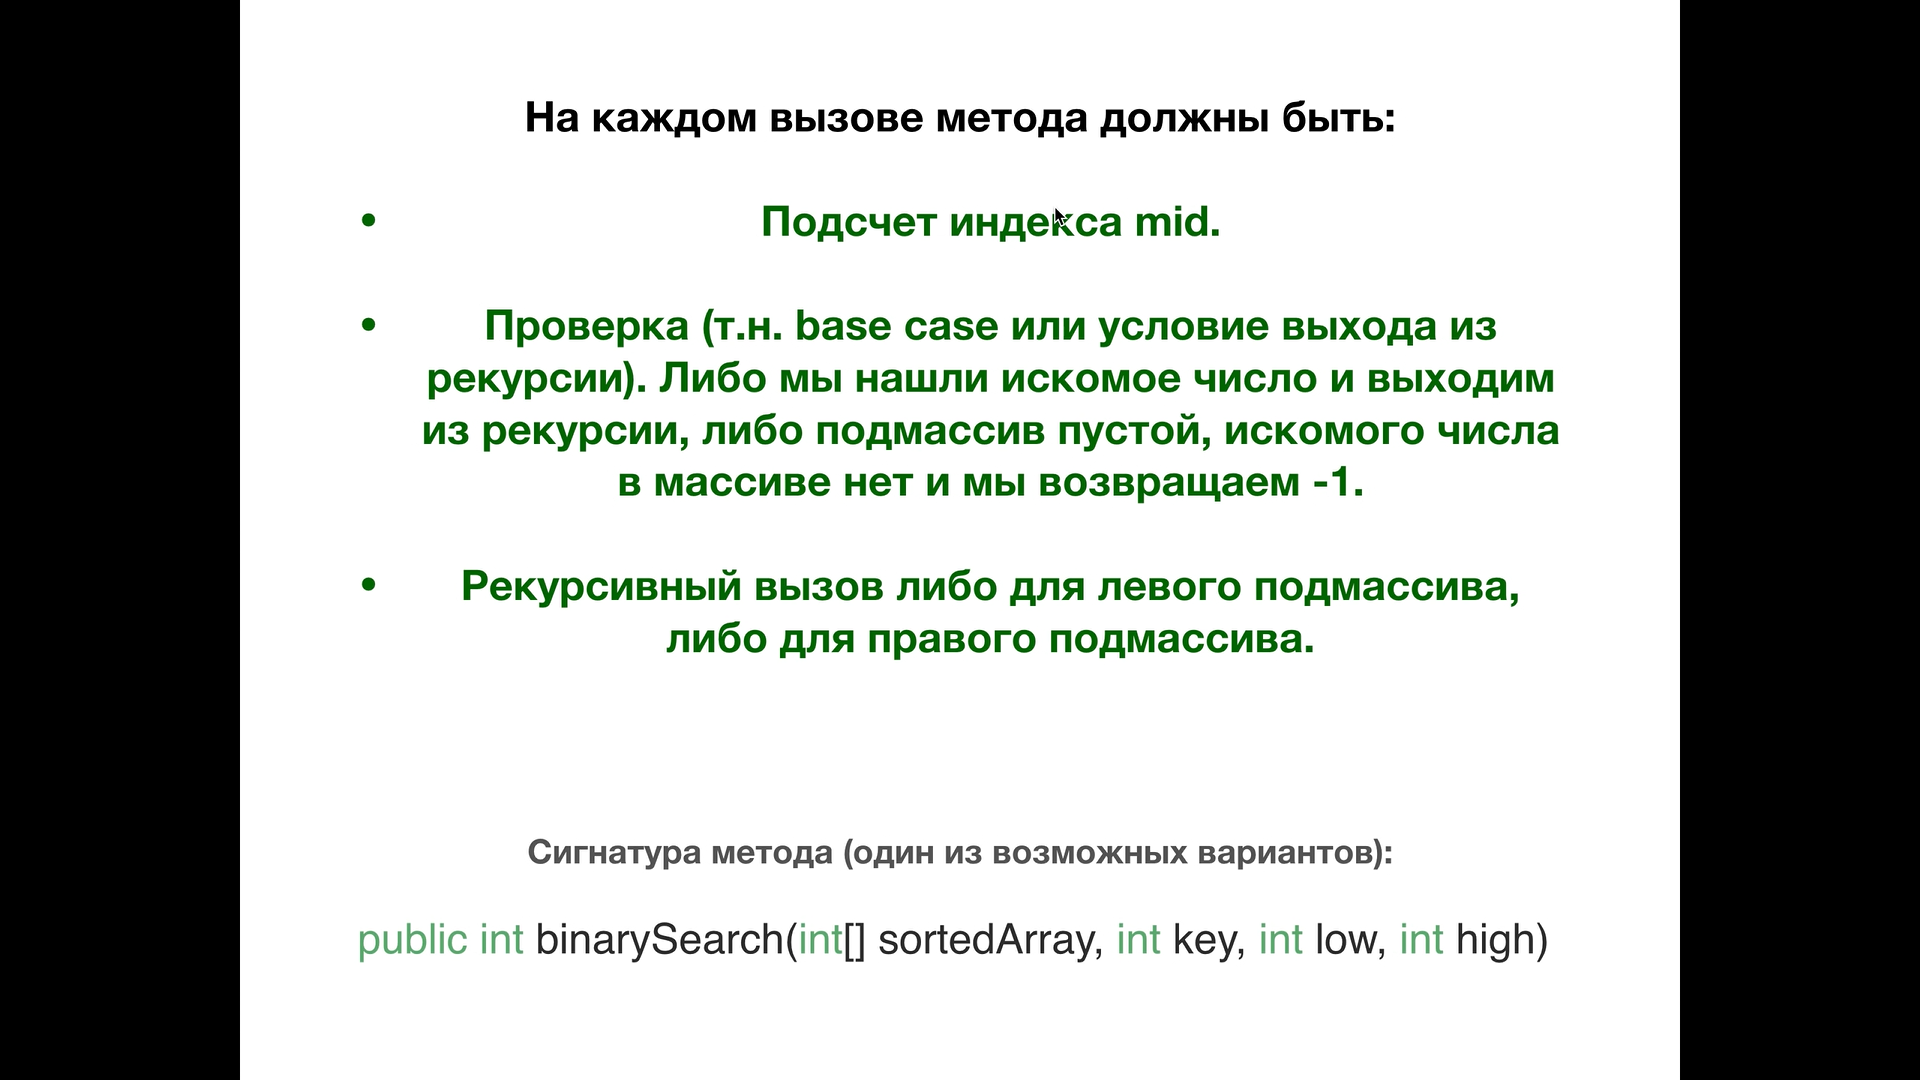 На каждом вызове метода должны быть:
• Подсчет индекса mid.
• Проверка (т.н. base case или условие выхода из
рекурсии). Либо мы нашли искомое число и выходим
из рекурсии, либо подмассив пустой, искомого числа
в массиве нет и мы возвращаем -1.
• Рекурсивный вызов либо для левого подмассива,
либо для правого подмассива.
Сигнатура метода (один из возможных вариантов):
public int binarySearch(int[] sortedArray, int key, int low, int high)